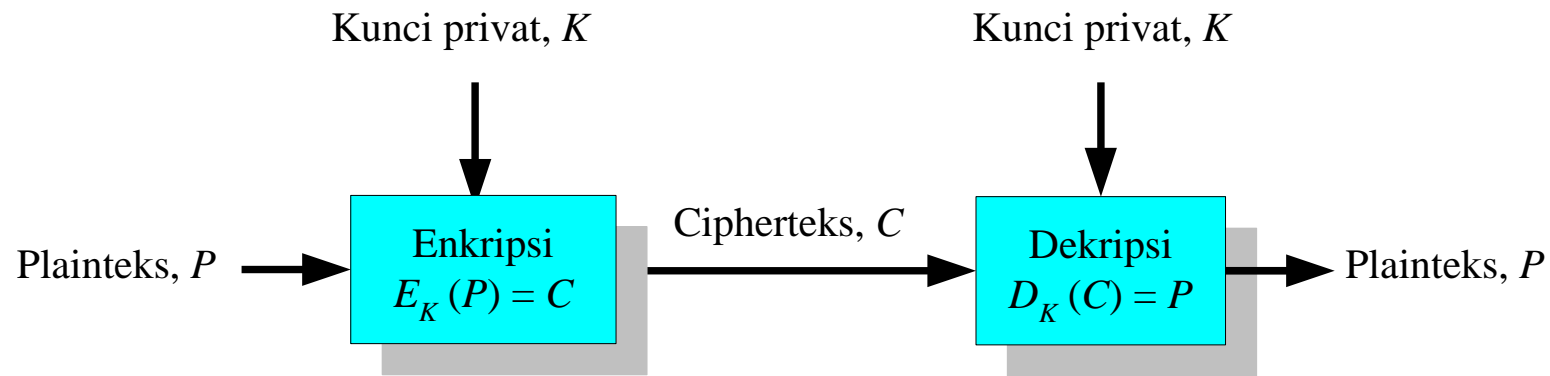 Kunci privat, K
Kunci privat, K
Plainteks, P
Enkripsi
E_K (P) = C
Cipherteks, C
Dekripsi
D_K (C) = P
Plainteks, P